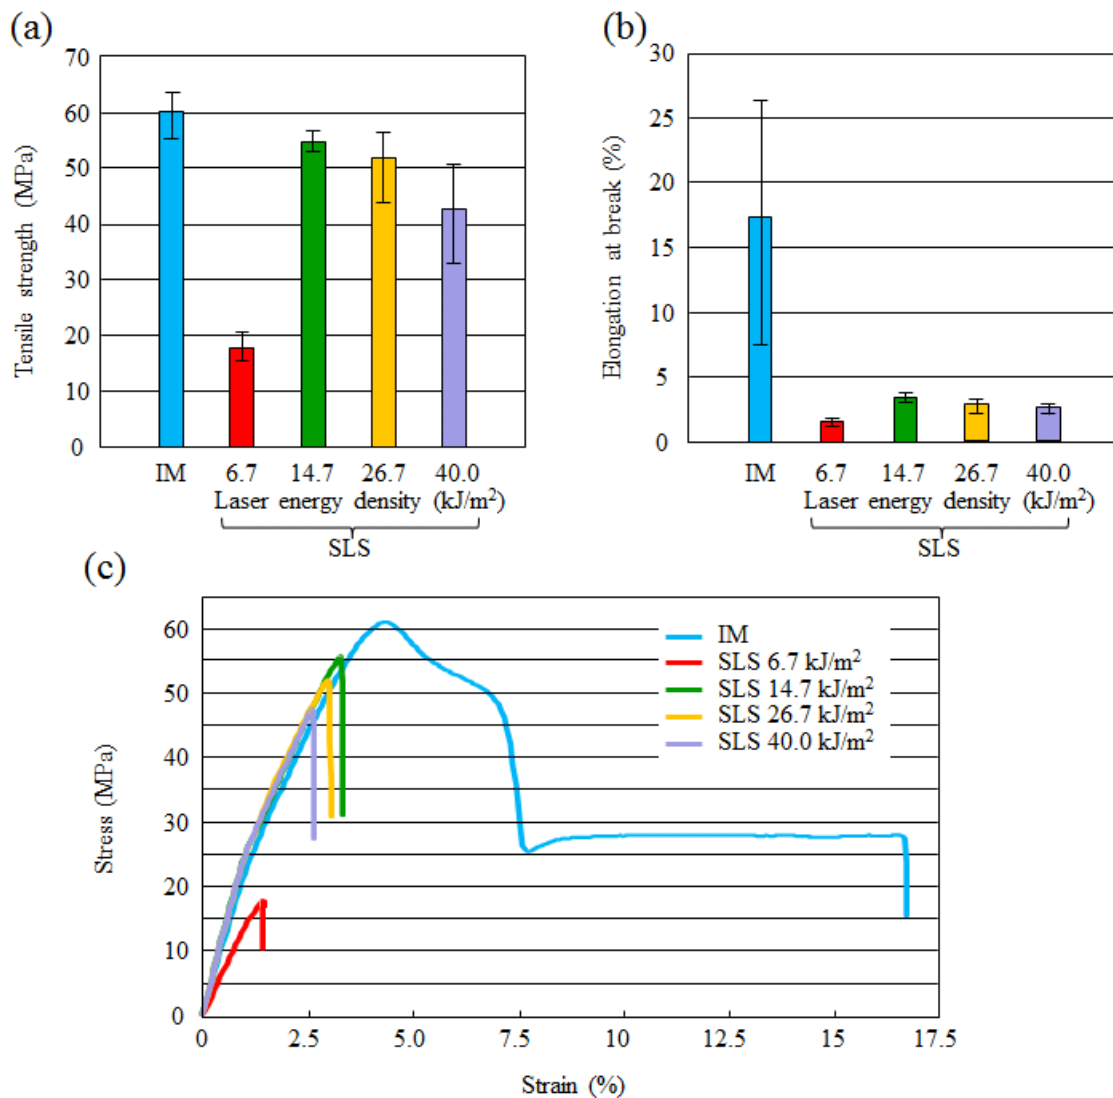 (a)
Tensile strength (MPa)
70
60
50
40
30
20
10
0
IM 6.7 14.7 26.7 40.0
Laser energy density (kJ/m²)
SLS
(b)
Elongation at break (%)
30
25
20
15
10
5
0
IM 6.7 14.7 26.7 40.0
Laser energy density (kJ/m²)
SLS
(c)
Stress (MPa)
60
50
40
30
20
10
0
IM
SLS 6.7 kJ/m²
SLS 14.7 kJ/m²
SLS 26.7 kJ/m²
SLS 40.0 kJ/m²
0 2.5 5.0 7.5 10 12.5 15 17.5
Strain (%)